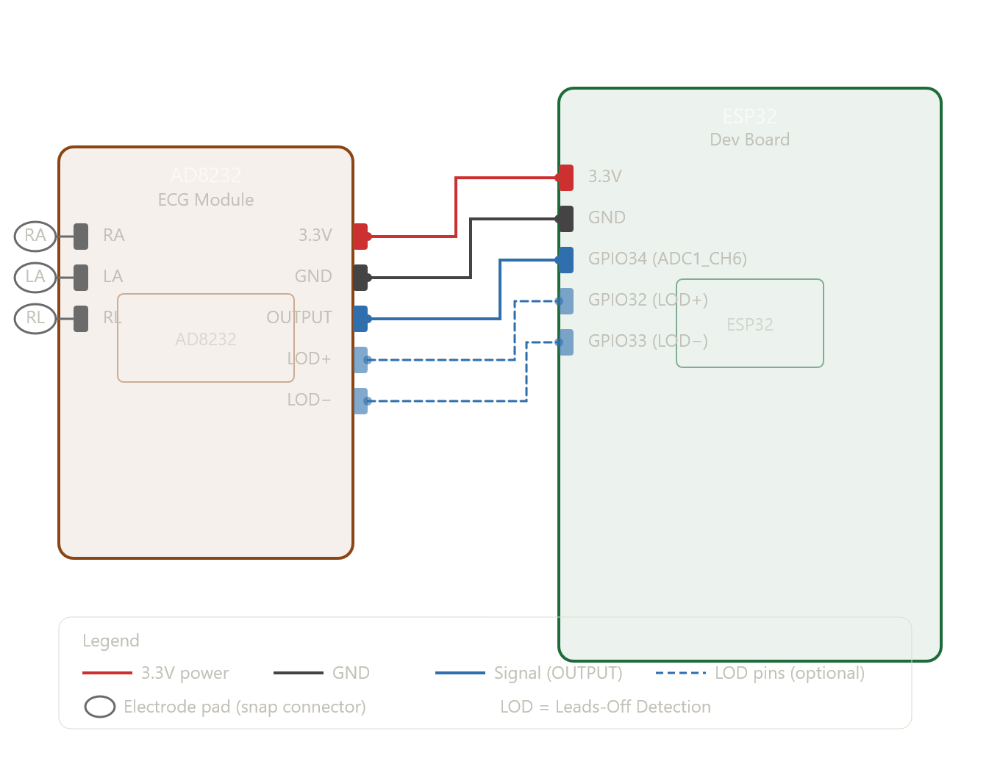 ESP32
Dev Board
AD8232
ECG Module
RA
RA
LA
LA
RL
RL
3.3V
GND
OUTPUT
LOD+
LOD−
AD8232
3.3V
GND
GPIO34 (ADC1_CH6)
GPIO32 (LOD+)
GPIO33 (LOD−)
ESP32
Legend
3.3V power
GND
Signal (OUTPUT)
LOD pins (optional)
Electrode pad (snap connector)
LOD = Leads-Off Detection